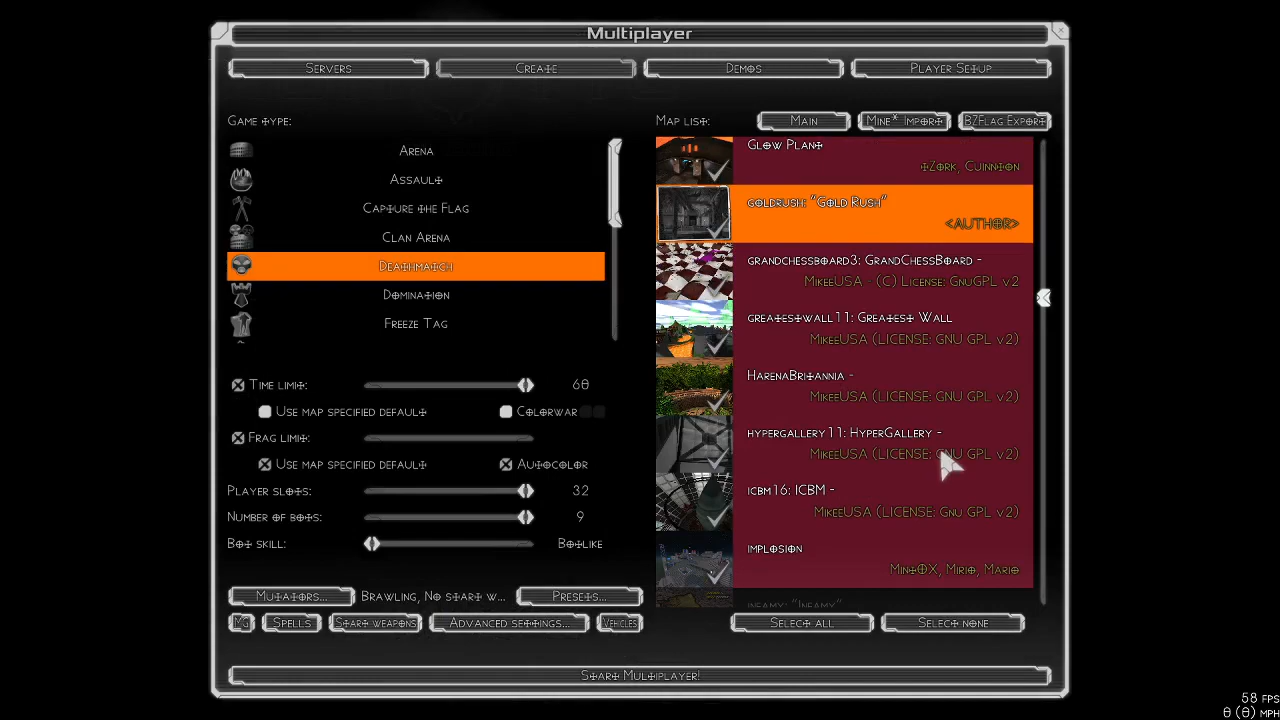 Multiplayer
Servers
Create
Demos
Player Setup
Game type:
Map list:
Main
Mine* Import
BZFlag Export
Arena
Assault
Capture the Flag
Clan Arena
Deathmatch
Domination
Freeze Tag
Glow Plant
iZork, Cuinnion
goldrush: "Gold Rush"
<AUTHOR>
grandchessboard3: GrandChessBoard -
MikeeUSA - (C) License: GnuGPL v2
greatestwall11: Greatest Wall
MikeeUSA (LICENSE: GNU GPL v2)
HarenaBritannia -
MikeeUSA (LICENSE: GNU GPL v2)
hypergallery11: HyperGallery -
MikeeUSA (LICENSE: GNU GPL v2)
icbm16: ICBM -
MikeeUSA (LICENSE: Gnu GPL v2)
implosion
Mint0X, Mirio, Mario
infamy: "Infamy"
Time limit:
60
Use map specified default
Colorwar
Frag limit:
Use map specified default
Autocolor
Player slots:
32
Number of bots:
9
Bot skill:
Botlike
Mutators...
Brawling, No start w...
Presets...
MG
Spells
Start weapons
Advanced settings...
Vehicles
Select all
Select none
Start Multiplayer!
58 FPS
0 (0) MPH